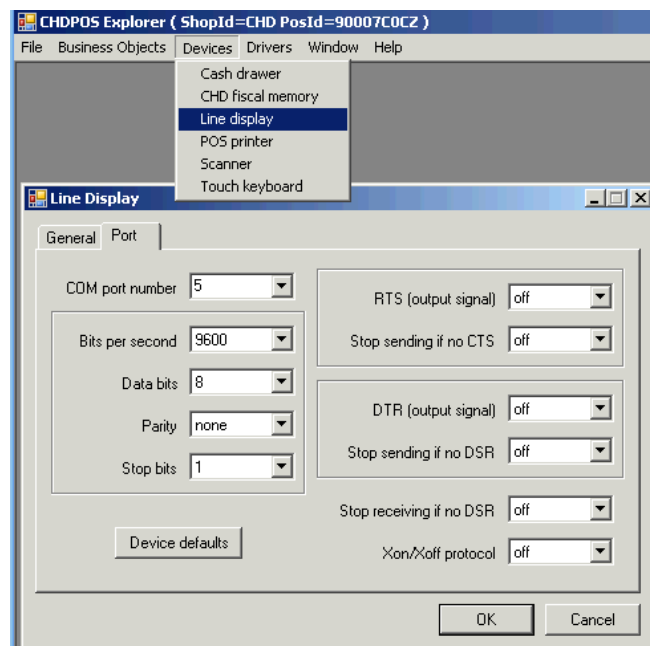 CHDPOS Explorer ( ShopId=CHD PosId=90007C0CZ )
File Business Objects Devices Drivers Window Help
Cash drawer
CHD fiscal memory
Line display
POS printer
Scanner
Touch keyboard
Line Display
General Port
COM port number 5
Bits per second 9600
Data bits 8
Parity none
Stop bits 1
Device defaults
RTS (output signal) off
Stop sending if no CTS off
DTR (output signal) off
Stop sending if no DSR off
Stop receiving if no DSR off
Xon/Xoff protocol off
OK Cancel